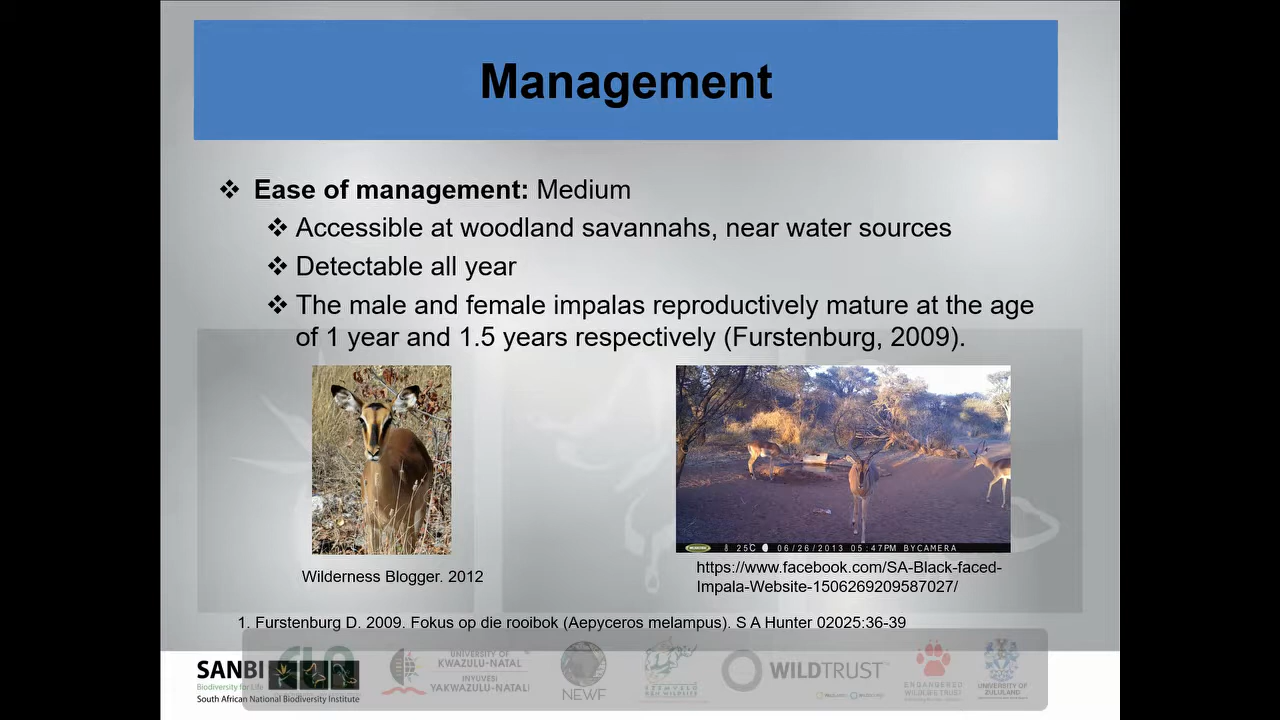 Management
❖ Ease of management: Medium
❖ Accessible at woodland savannahs, near water sources
❖ Detectable all year
❖ The male and female impalas reproductively mature at the age
of 1 year and 1.5 years respectively (Furstenburg, 2009).
25C 06/26/2013 05:47PM BYCAMERA
Wilderness Blogger. 2012
https://www.facebook.com/SA-Black-faced-
Impala-Website-1506269209587027/
1. Furstenburg D. 2009. Fokus op die rooibok (Aepyceros melampus). S A Hunter 02025:36-39
SANBI
Biodiversity for Life
South African National Biodiversity Institute
UNIVERSITY OF
KWAZULU-NATAL
INYUVESI
YAKWAZULU-NATALI
NEWF
EZEMVELO
KZN WILDLIFE
WILDTRUST
ENDANGERED
WILDLIFE TRUST
UNIVERSITY OF
ZULULAND